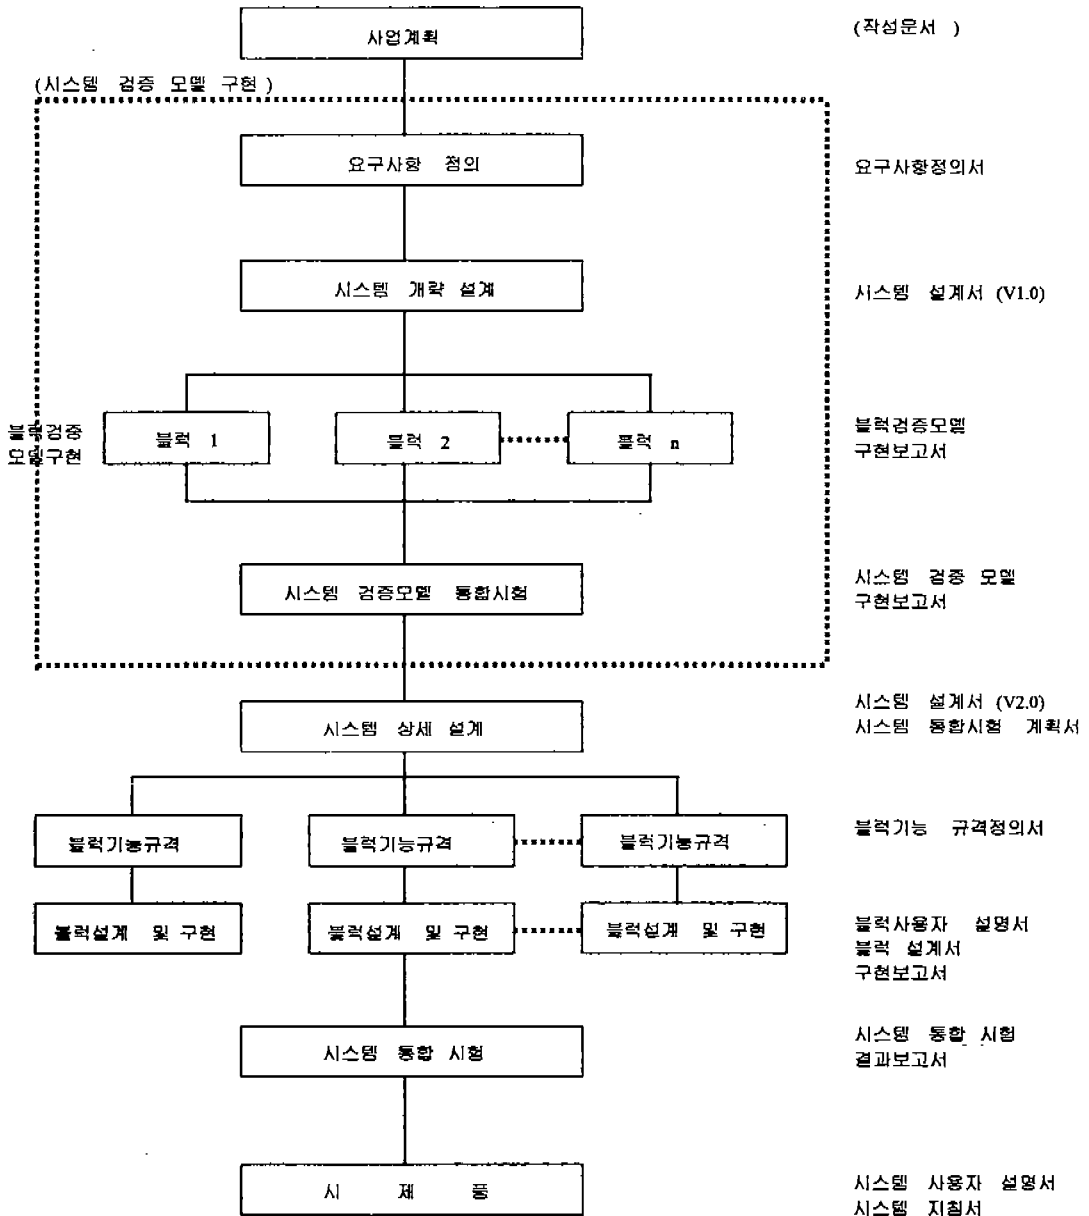 사업계획
(작성문서 )
(시스템 검증 모델 구현 )
요구사항 정의
요구사항정의서
시스템 개략 설계
시스템 설계서 (V1.0)
블럭검증
모델구현
블럭 1
블럭 2
블럭 n
블럭검증모델
구현보고서
시스템 검증모델 통합시험
시스템 검증 모델
구현보고서
시스템 상세 설계
시스템 설계서 (V2.0)
시스템 통합시험 계획서
블럭기능규격
블럭기능규격
블럭기능규격
블럭기능 규격정의서
블럭설계 및 구현
블럭설계 및 구현
블럭설계 및 구현
블럭사용자 설명서
블럭 설계서
구현보고서
시스템 통합 시험
시스템 통합 시험
결과보고서
시 제 품
시스템 사용자 설명서
시스템 지침서